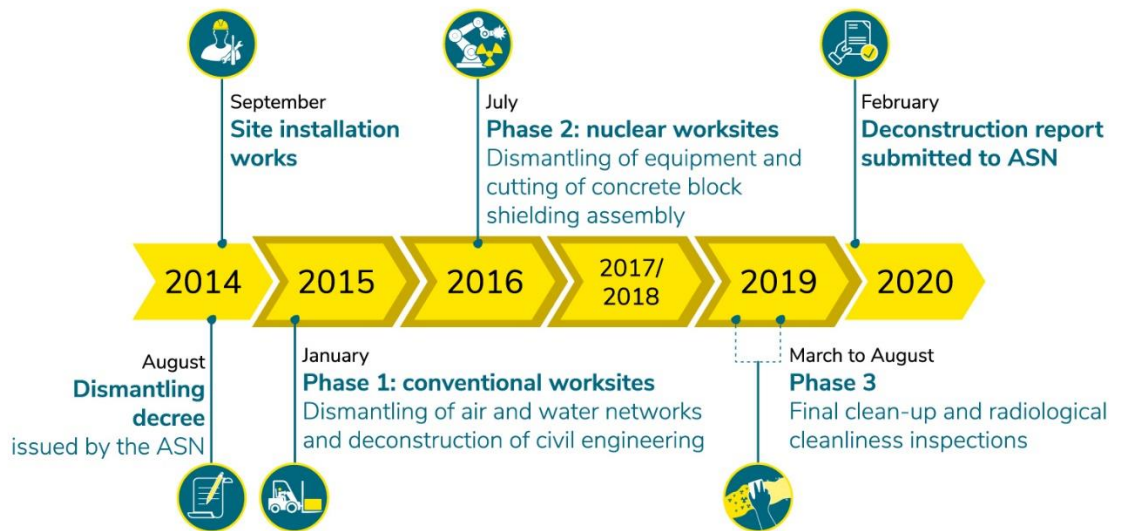 September
Site installation
works
July
Phase 2: nuclear worksites
Dismantling of equipment and
cutting of concrete block
shielding assembly
February
Deconstruction report
submitted to ASN
2014
2015
2016
2017/
2018
2019
2020
August
Dismantling
decree
issued by the ASN
January
Phase 1: conventional worksites
Dismantling of air and water networks
and deconstruction of civil engineering
March to August
Phase 3
Final clean-up and radiological
cleanliness inspections